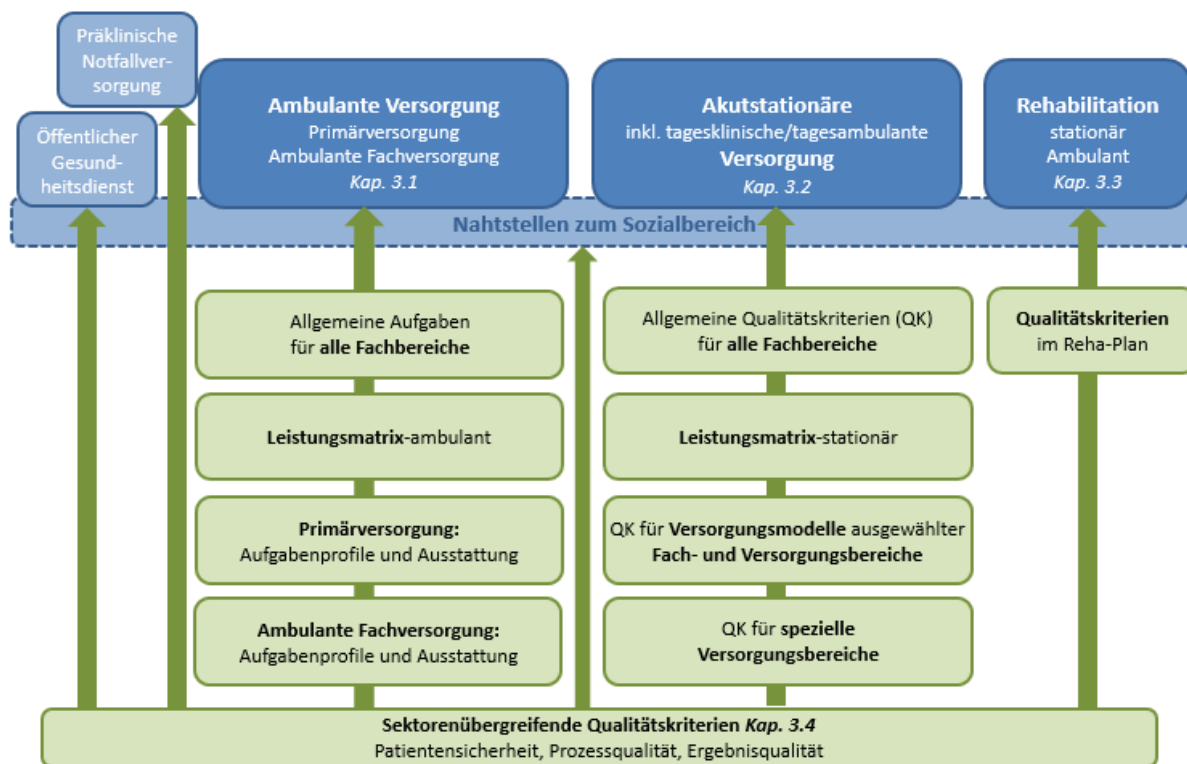 Präklinische
Notfallver-
sorgung
Öffentlicher
Gesund-
heitsdienst
Ambulante Versorgung
Primärversorgung
Ambulante Fachversorgung
Kap. 3.1
Akutstationäre
inkl. tagesklinische/tagesambulante
Versorgung
Kap. 3.2
Rehabilitation
stationär
Ambulant
Kap. 3.3
Nahtstellen zum Sozialbereich
Allgemeine Aufgaben
für alle Fachbereiche
Leistungsmatrix-ambulant
Primärversorgung:
Aufgabenprofile und Ausstattung
Ambulante Fachversorgung:
Aufgabenprofile und Ausstattung
Allgemeine Qualitätskriterien (QK)
für alle Fachbereiche
Leistungsmatrix-stationär
QK für Versorgungsmodelle ausgewählter
Fach- und Versorgungsbereiche
QK für spezielle
Versorgungsbereiche
Qualitätskriterien
im Reha-Plan
Sektorenübergreifende Qualitätskriterien Kap. 3.4
Patientensicherheit, Prozessqualität, Ergebnisqualität